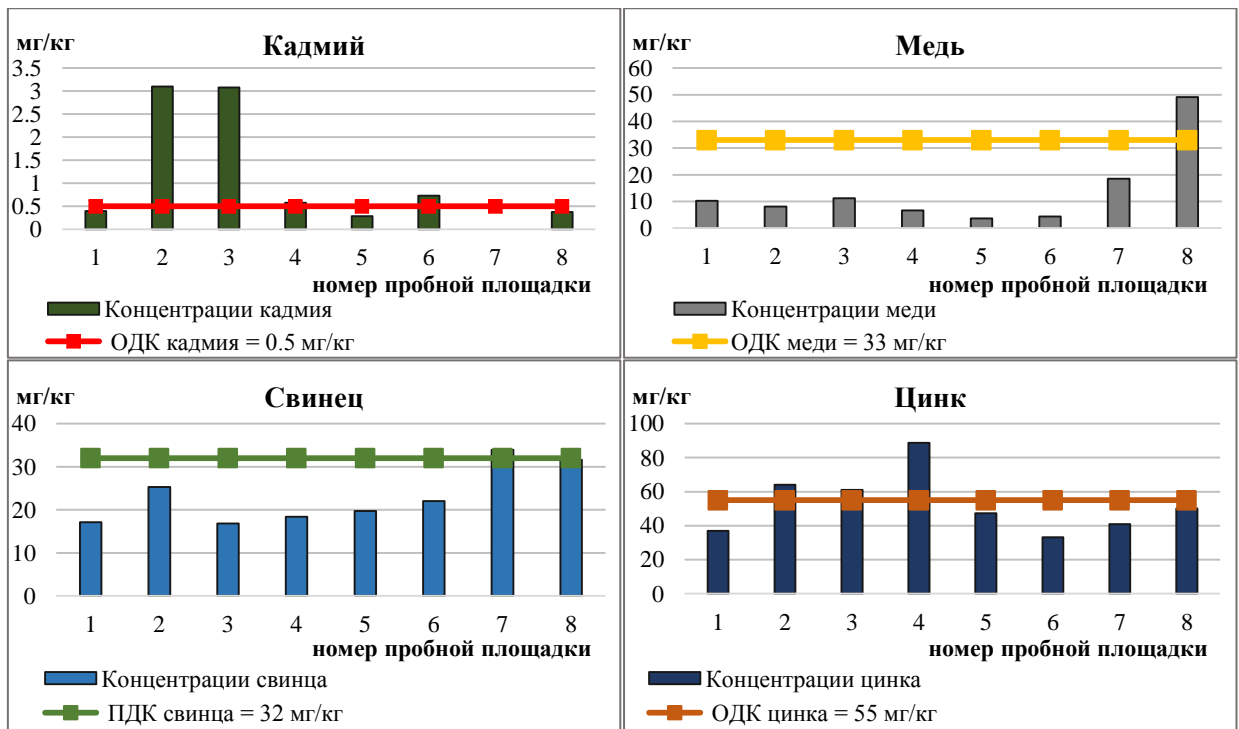 мг/кг
Кадмий
3.5
3
2.5
2
1.5
1
0.5
0
1 2 3 4 5 6 7 8
номер пробной площадки
Концентрации кадмия
ОДК кадмия = 0.5 мг/кг
мг/кг
Медь
60
50
40
30
20
10
0
1 2 3 4 5 6 7 8
номер пробной площадки
Концентрации меди
ОДК меди = 33 мг/кг
мг/кг
Свинец
40
30
20
10
0
1 2 3 4 5 6 7 8
номер пробной площадки
Концентрации свинца
ПДК свинца = 32 мг/кг
мг/кг
Цинк
100
80
60
40
20
0
1 2 3 4 5 6 7 8
номер пробной площадки
Концентрации цинка
ОДК цинка = 55 мг/кг